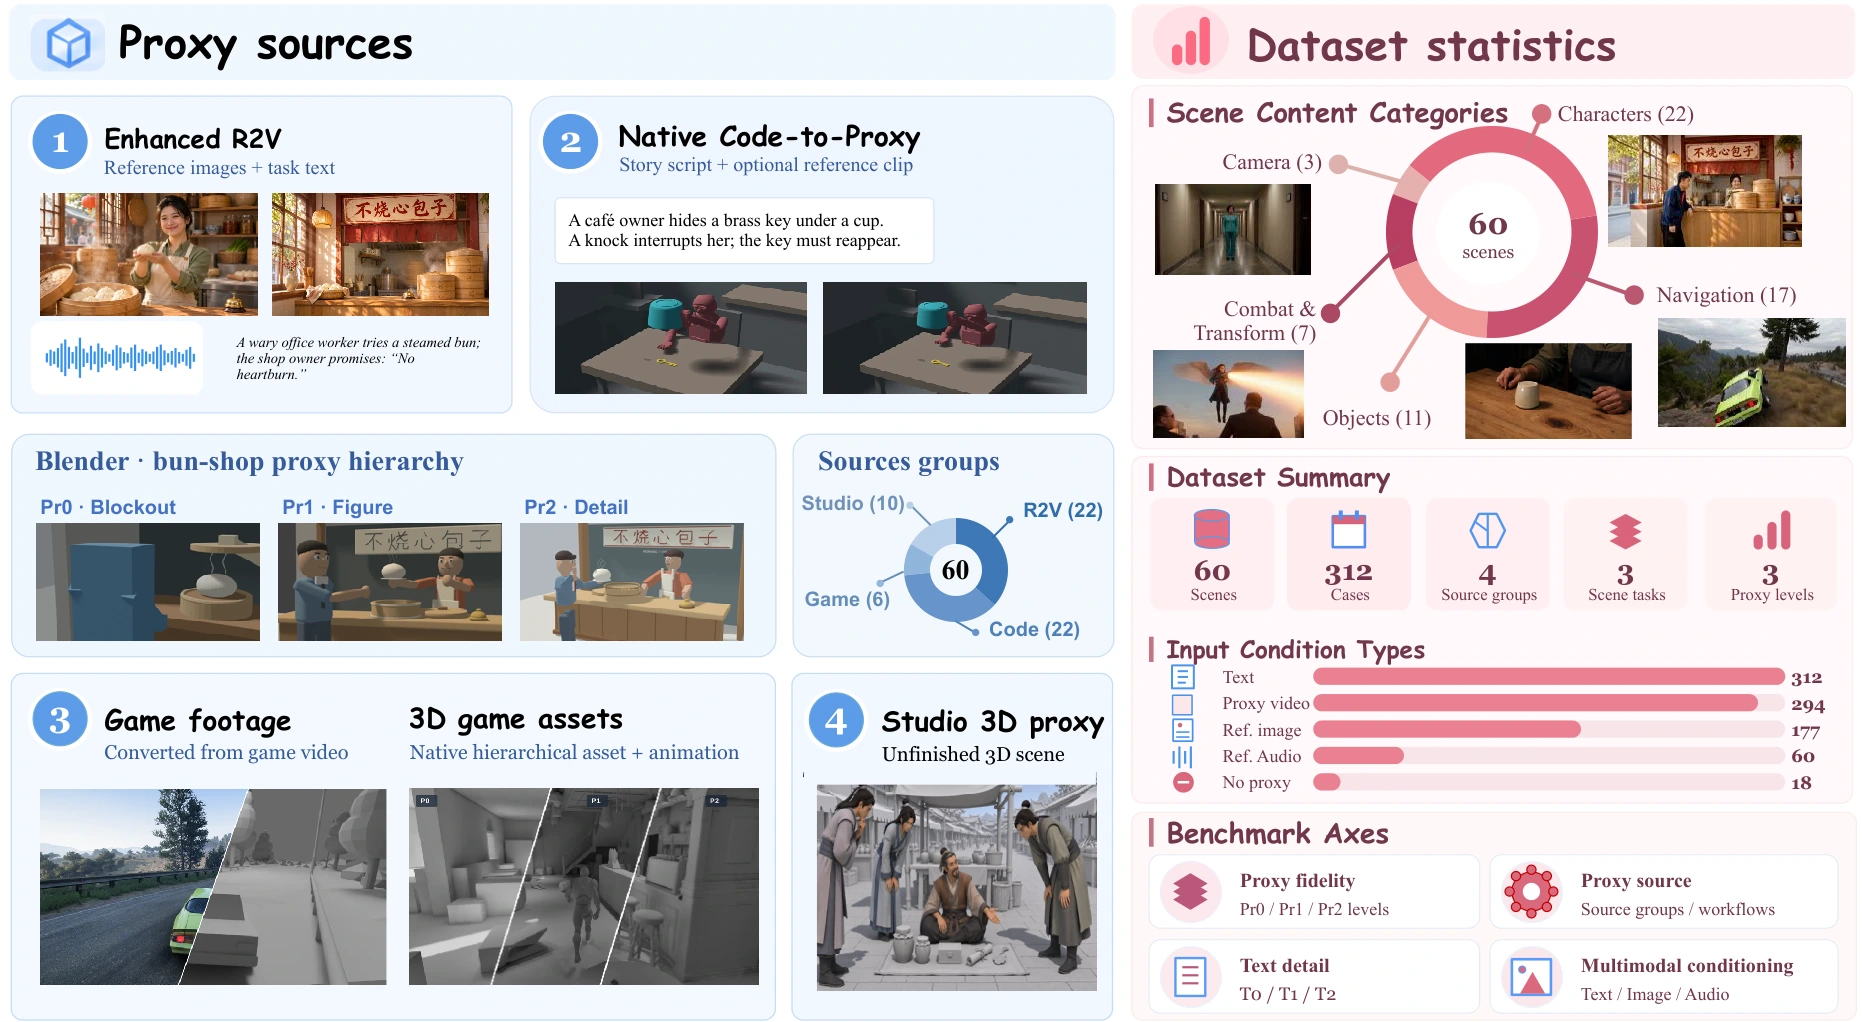 Proxy sources
1
Enhanced R2V
Reference images + task text
不烧心包子
A wary office worker tries a steamed bun;
the shop owner promises: “No
heartburn.”
2
Native Code-to-Proxy
Story script + optional reference clip
A café owner hides a brass key under a cup.
A knock interrupts her; the key must reappear.
Blender · bun-shop proxy hierarchy
Pr0 · Blockout
Pr1 · Figure
不烧心包子
Pr2 · Detail
不烧心包子
Sources groups
Studio (10)
R2V (22)
60
Game (6)
Code (22)
3
Game footage
Converted from game video
3D game assets
Native hierarchical asset + animation
P0
P1
P2
4
Studio 3D proxy
Unfinished 3D scene
Dataset statistics
Scene Content Categories
Characters (22)
Camera (3)
不烧心包子
60
scenes
Combat &
Transform (7)
Navigation (17)
Objects (11)
Dataset Summary
60
Scenes
312
Cases
4
Source groups
3
Scene tasks
3
Proxy levels
Input Condition Types
Text 312
Proxy video 294
Ref. image 177
Ref. Audio 60
No proxy 18
Benchmark Axes
Proxy fidelity
Pr0 / Pr1 / Pr2 levels
Proxy source
Source groups / workflows
Text detail
T0 / T1 / T2
Multimodal conditioning
Text / Image / Audio